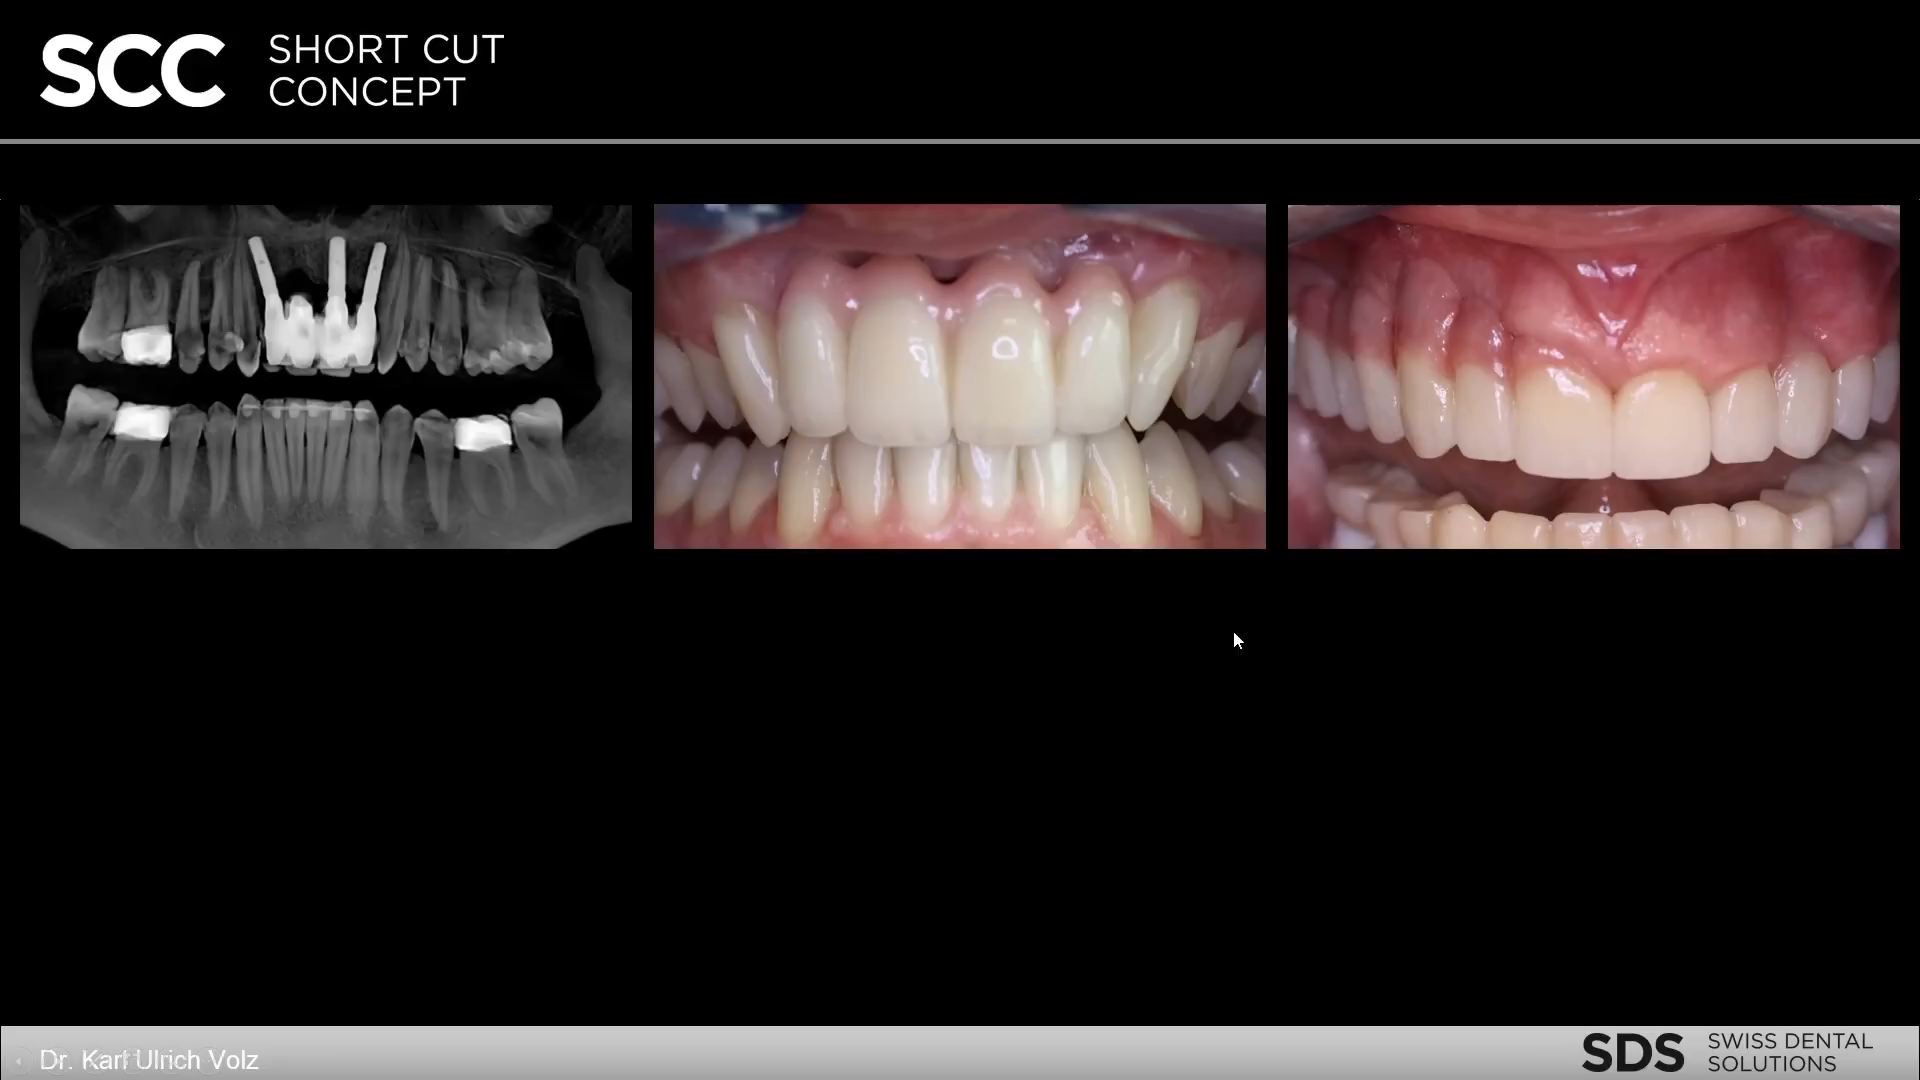 SCC
SHORT CUT
CONCEPT
Dr. Karl Ulrich Volz
SDS
SWISS DENTAL
SOLUTIONS